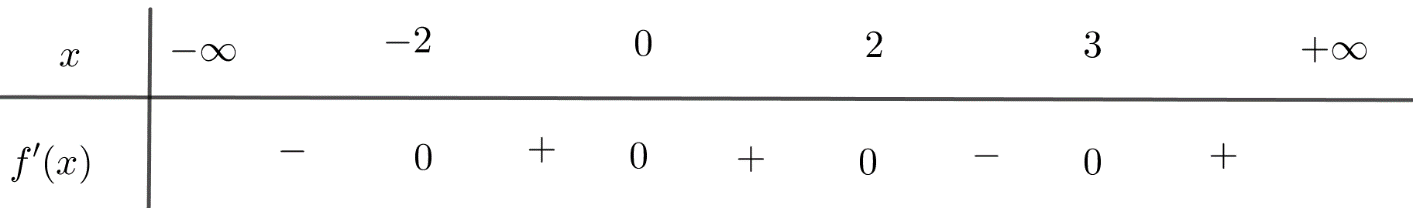 x −∞ −2 0 2 3 +∞
f′(x) − 0 + 0 + 0 − 0 +